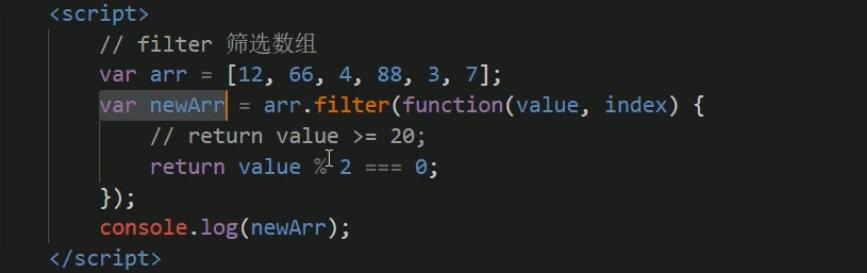 <script>
// filter 筛选数组
var arr = [12, 66, 4, 88, 3, 7];
var newArr = arr.filter(function(value, index) {
// return value >= 20;
return value % 2 === 0;
});
console.log(newArr);
</script>